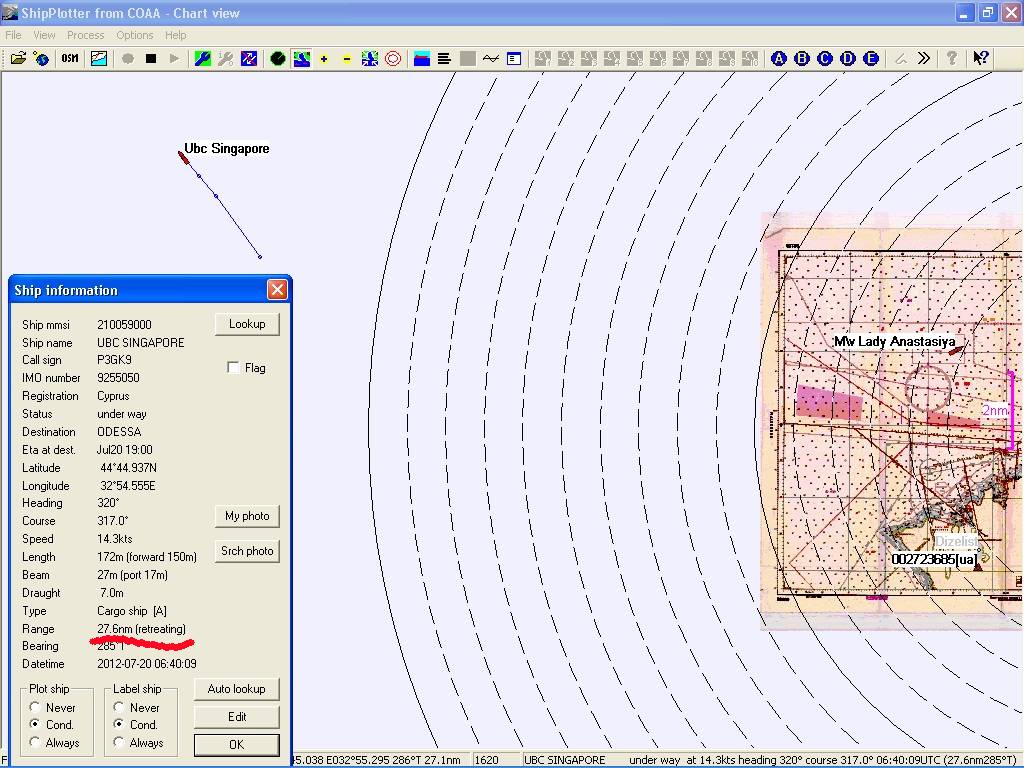 ShipPlotter from COAA - Chart view
File View Process Options Help
OSM
A B C D E
Ubc Singapore
Mv Lady Anastasiya
2nm
Dizelist
002723685[ua]
Ship information
Ship mmsi 210059000 Lookup
Ship name UBC SINGAPORE
Call sign P3GK9 Flag
IMO number 9255050
Registration Cyprus
Status under way
Destination ODESSA
Eta at dest. Jul20 19:00
Latitude 44°44.937N
Longitude 32°54.555E
Heading 320°
Course 317.0° My photo
Speed 14.3kts
Length 172m (forward 150m) Srch photo
Beam 27m (port 17m)
Draught 7.0m
Type Cargo ship [A]
Range 27.6nm (retreating)
Bearing 285°T
Datetime 2012-07-20 06:40:09
Plot ship Label ship Auto lookup
Never Never
Cond. Cond. Edit
Always Always OK
45.038 E032°55.295 286°T 27.1nm 1620 UBC SINGAPORE under way at 14.3kts heading 320° course 317.0° 06:40:09UTC (27.6nm285°T)